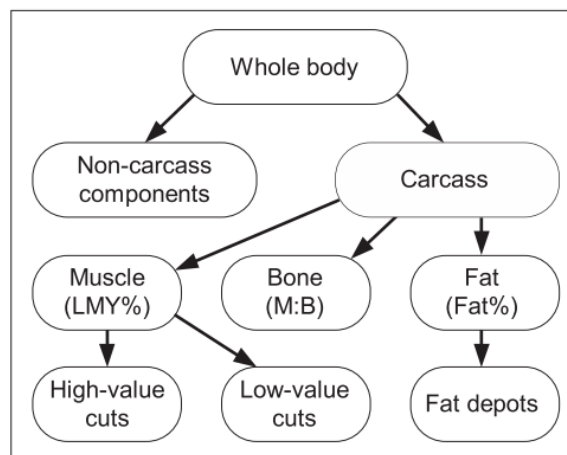 Whole body
Non-carcass
components
Carcass
Muscle
(LMY%)
Bone
(M:B)
Fat
(Fat%)
High-value
cuts
Low-value
cuts
Fat depots